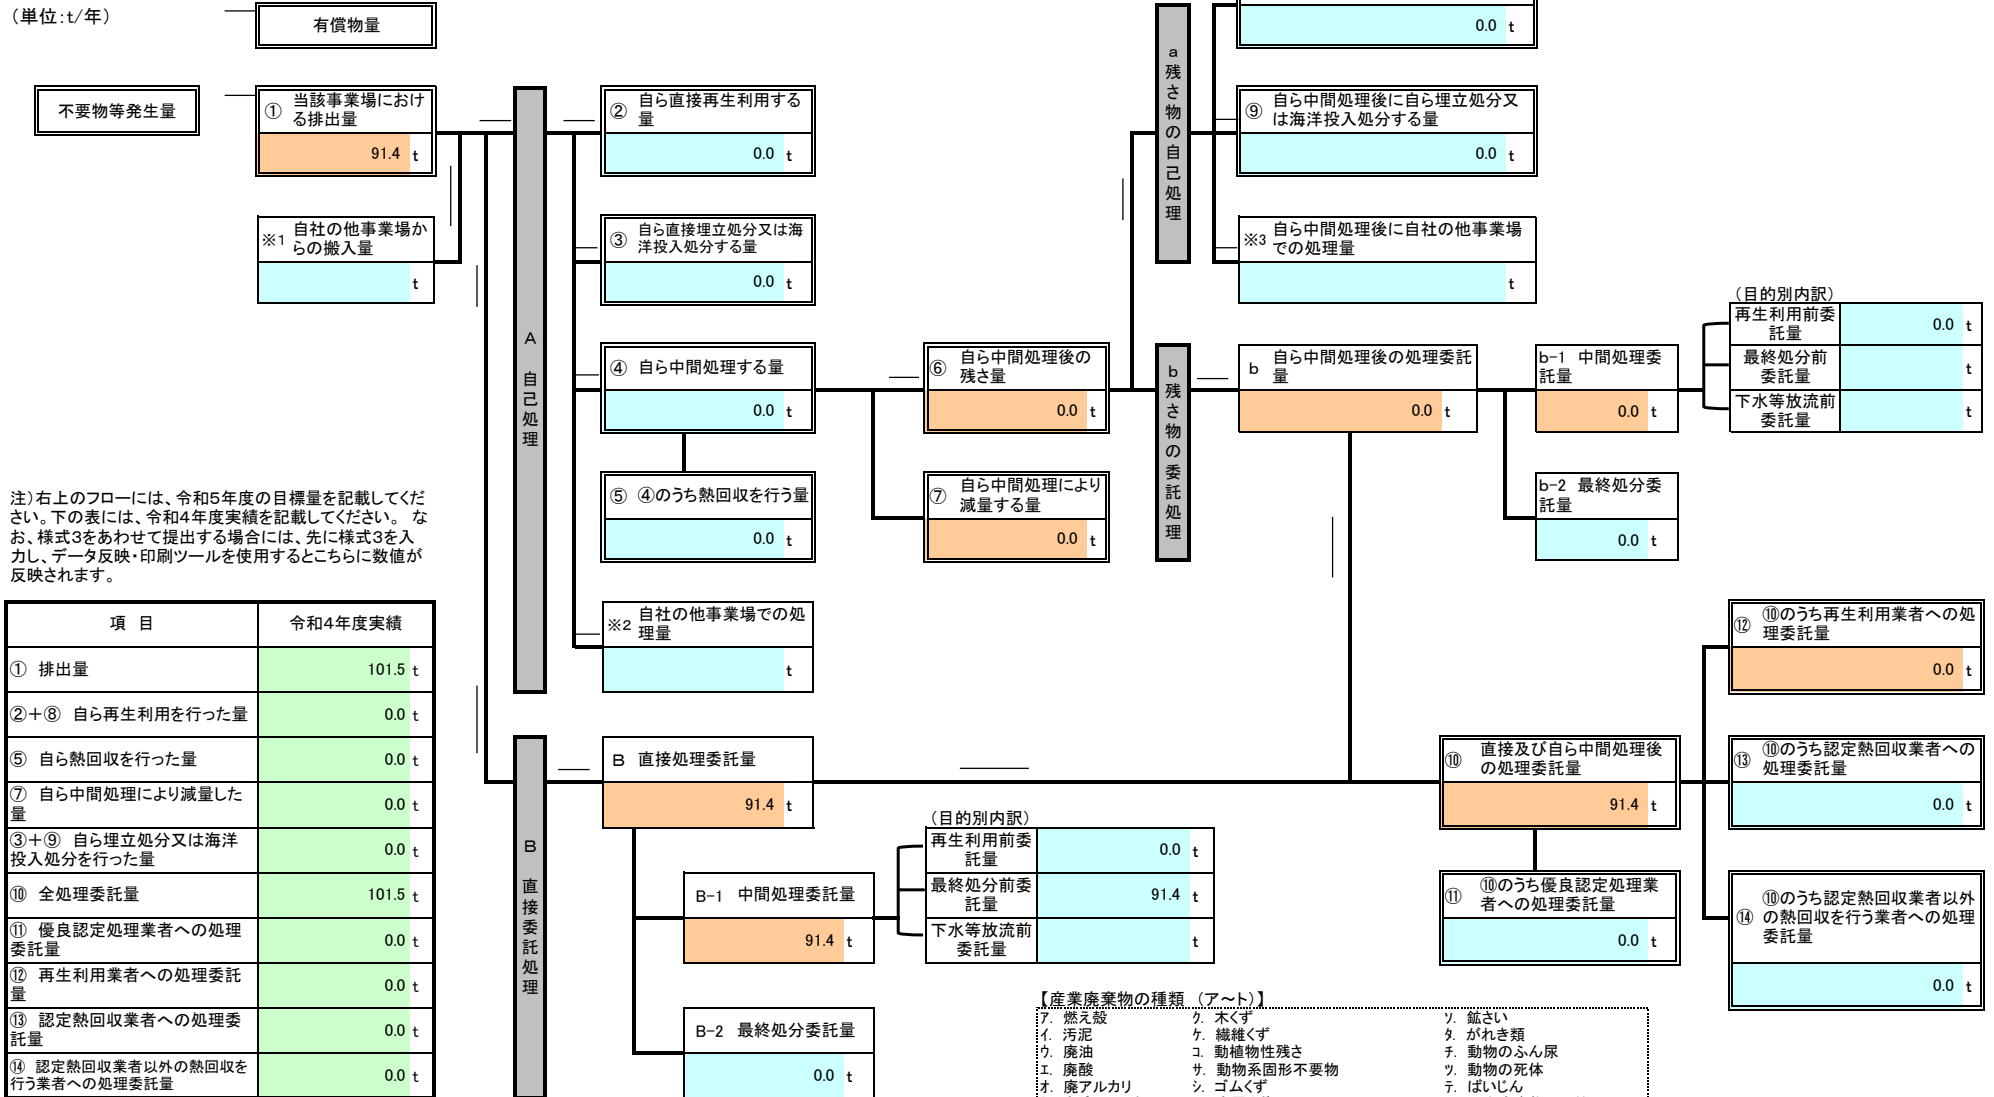 （単位:t/年）
有償物量
不要物等発生量
① 当該事業場におけ
る排出量
91.4 t
※1 自社の他事業場か
らの搬入量
t
A 自己処理
② 自ら直接再生利用する
量
0.0 t
③ 自ら直接埋立処分又は海
洋投入処分する量
0.0 t
④ 自ら中間処理する量
0.0 t
⑤ ④のうち熱回収を行う量
0.0 t
※2 自社の他事業場での処
理量
t
⑥ 自ら中間処理後の
残さ量
0.0 t
⑦ 自ら中間処理により
減量する量
0.0 t
a 残さ物の自己処理
0.0 t
⑨ 自ら中間処理後に自ら埋立処分又
は海洋投入処分する量
0.0 t
※3 自ら中間処理後に自社の他事業場
での処理量
t
b 残さ物の委託処理
b 自ら中間処理後の処理委託
量
0.0 t
b-1 中間処理委
託量
0.0 t
b-2 最終処分委
託量
0.0 t
（目的別内訳）
再生利用前委
託量
0.0 t
最終処分前
委託量
t
下水等放流前
委託量
t
注）右上のフローには、令和5年度の目標量を記載してくだ
さい。下の表には、令和4年度実績を記載してください。 な
お、様式3をあわせて提出する場合には、先に様式3を入
力し、データ反映・印刷ツールを使用するとこちらに数値が
反映されます。
項 目 令和4年度実績
① 排出量 101.5 t
②＋⑧ 自ら再生利用を行った量 0.0 t
⑤ 自ら熱回収を行った量 0.0 t
⑦ 自ら中間処理により減量した
量 0.0 t
③＋⑨ 自ら埋立処分又は海洋
投入処分を行った量 0.0 t
⑩ 全処理委託量 101.5 t
⑪ 優良認定処理業者への処理
委託量 0.0 t
⑫ 再生利用業者への処理委託
量 0.0 t
⑬ 認定熱回収業者への処理委
託量 0.0 t
⑭ 認定熱回収業者以外の熱回収を
行う業者への処理委託量 0.0 t
B 直接委託処理
B 直接処理委託量
91.4 t
B-1 中間処理委託量
91.4 t
B-2 最終処分委託量
0.0 t
（目的別内訳）
再生利用前委
託量
0.0 t
最終処分前委
託量
91.4 t
下水等放流前
委託量
t
⑩ 直接及び自ら中間処理後
の処理委託量
91.4 t
⑪ ⑩のうち優良認定処理業
者への処理委託量
0.0 t
⑫ ⑩のうち再生利用業者への処
理委託量
0.0 t
⑬ ⑩のうち認定熱回収業者への
処理委託量
0.0 t
⑭ ⑩のうち認定熱回収業者以外
の熱回収を行う業者への処理
委託量
0.0 t
【産業廃棄物の種類 （ア～ト）】
ア. 燃え殻 ク. 木くず ソ. 鉱さい
イ. 汚泥 ケ. 繊維くず タ. がれき類
ウ. 廃油 コ. 動植物性残さ チ. 動物のふん尿
エ. 廃酸 サ. 動物系固形不要物 ツ. 動物の死体
オ. 廃アルカリ シ. ゴムくず テ. ばいじん